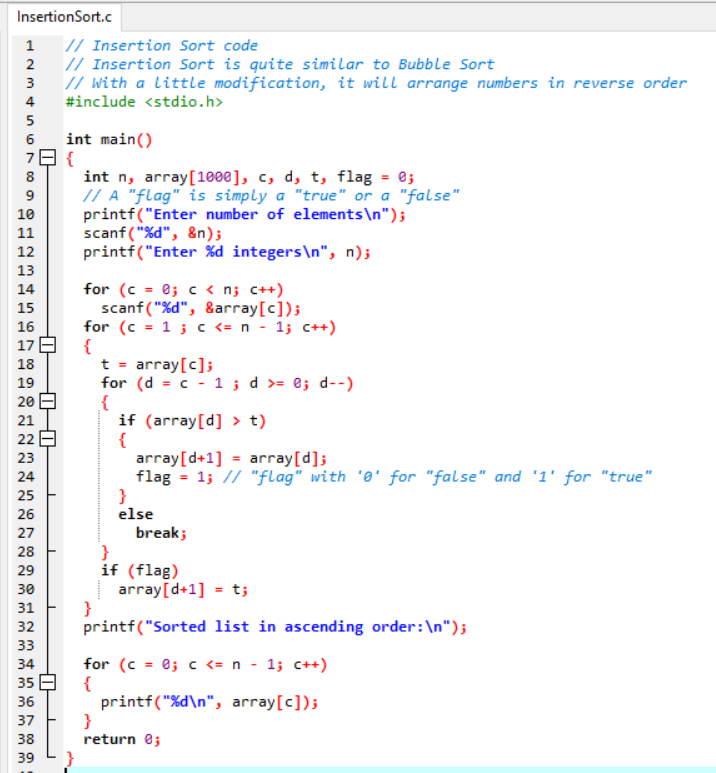 InsertionSort.c
1 // Insertion Sort code
2 // Insertion Sort is quite similar to Bubble Sort
3 // With a little modification, it will arrange numbers in reverse order
4 #include <stdio.h>
5
6 int main()
7 {
8 int n, array[1000], c, d, t, flag = 0;
9 // A "flag" is simply a "true" or a "false"
10 printf("Enter number of elements\n");
11 scanf("%d", &n);
12 printf("Enter %d integers\n", n);
13
14 for (c = 0; c < n; c++)
15 scanf("%d", &array[c]);
16 for (c = 1 ; c <= n - 1; c++)
17 {
18 t = array[c];
19 for (d = c - 1 ; d >= 0; d--)
20 {
21 if (array[d] > t)
22 {
23 array[d+1] = array[d];
24 flag = 1; // "flag" with '0' for "false" and '1' for "true"
25 }
26 else
27 break;
28 }
29 if (flag)
30 array[d+1] = t;
31 }
32 printf("Sorted list in ascending order:\n");
33
34 for (c = 0; c <= n - 1; c++)
35 {
36 printf("%d\n", array[c]);
37 }
38 return 0;
39 }